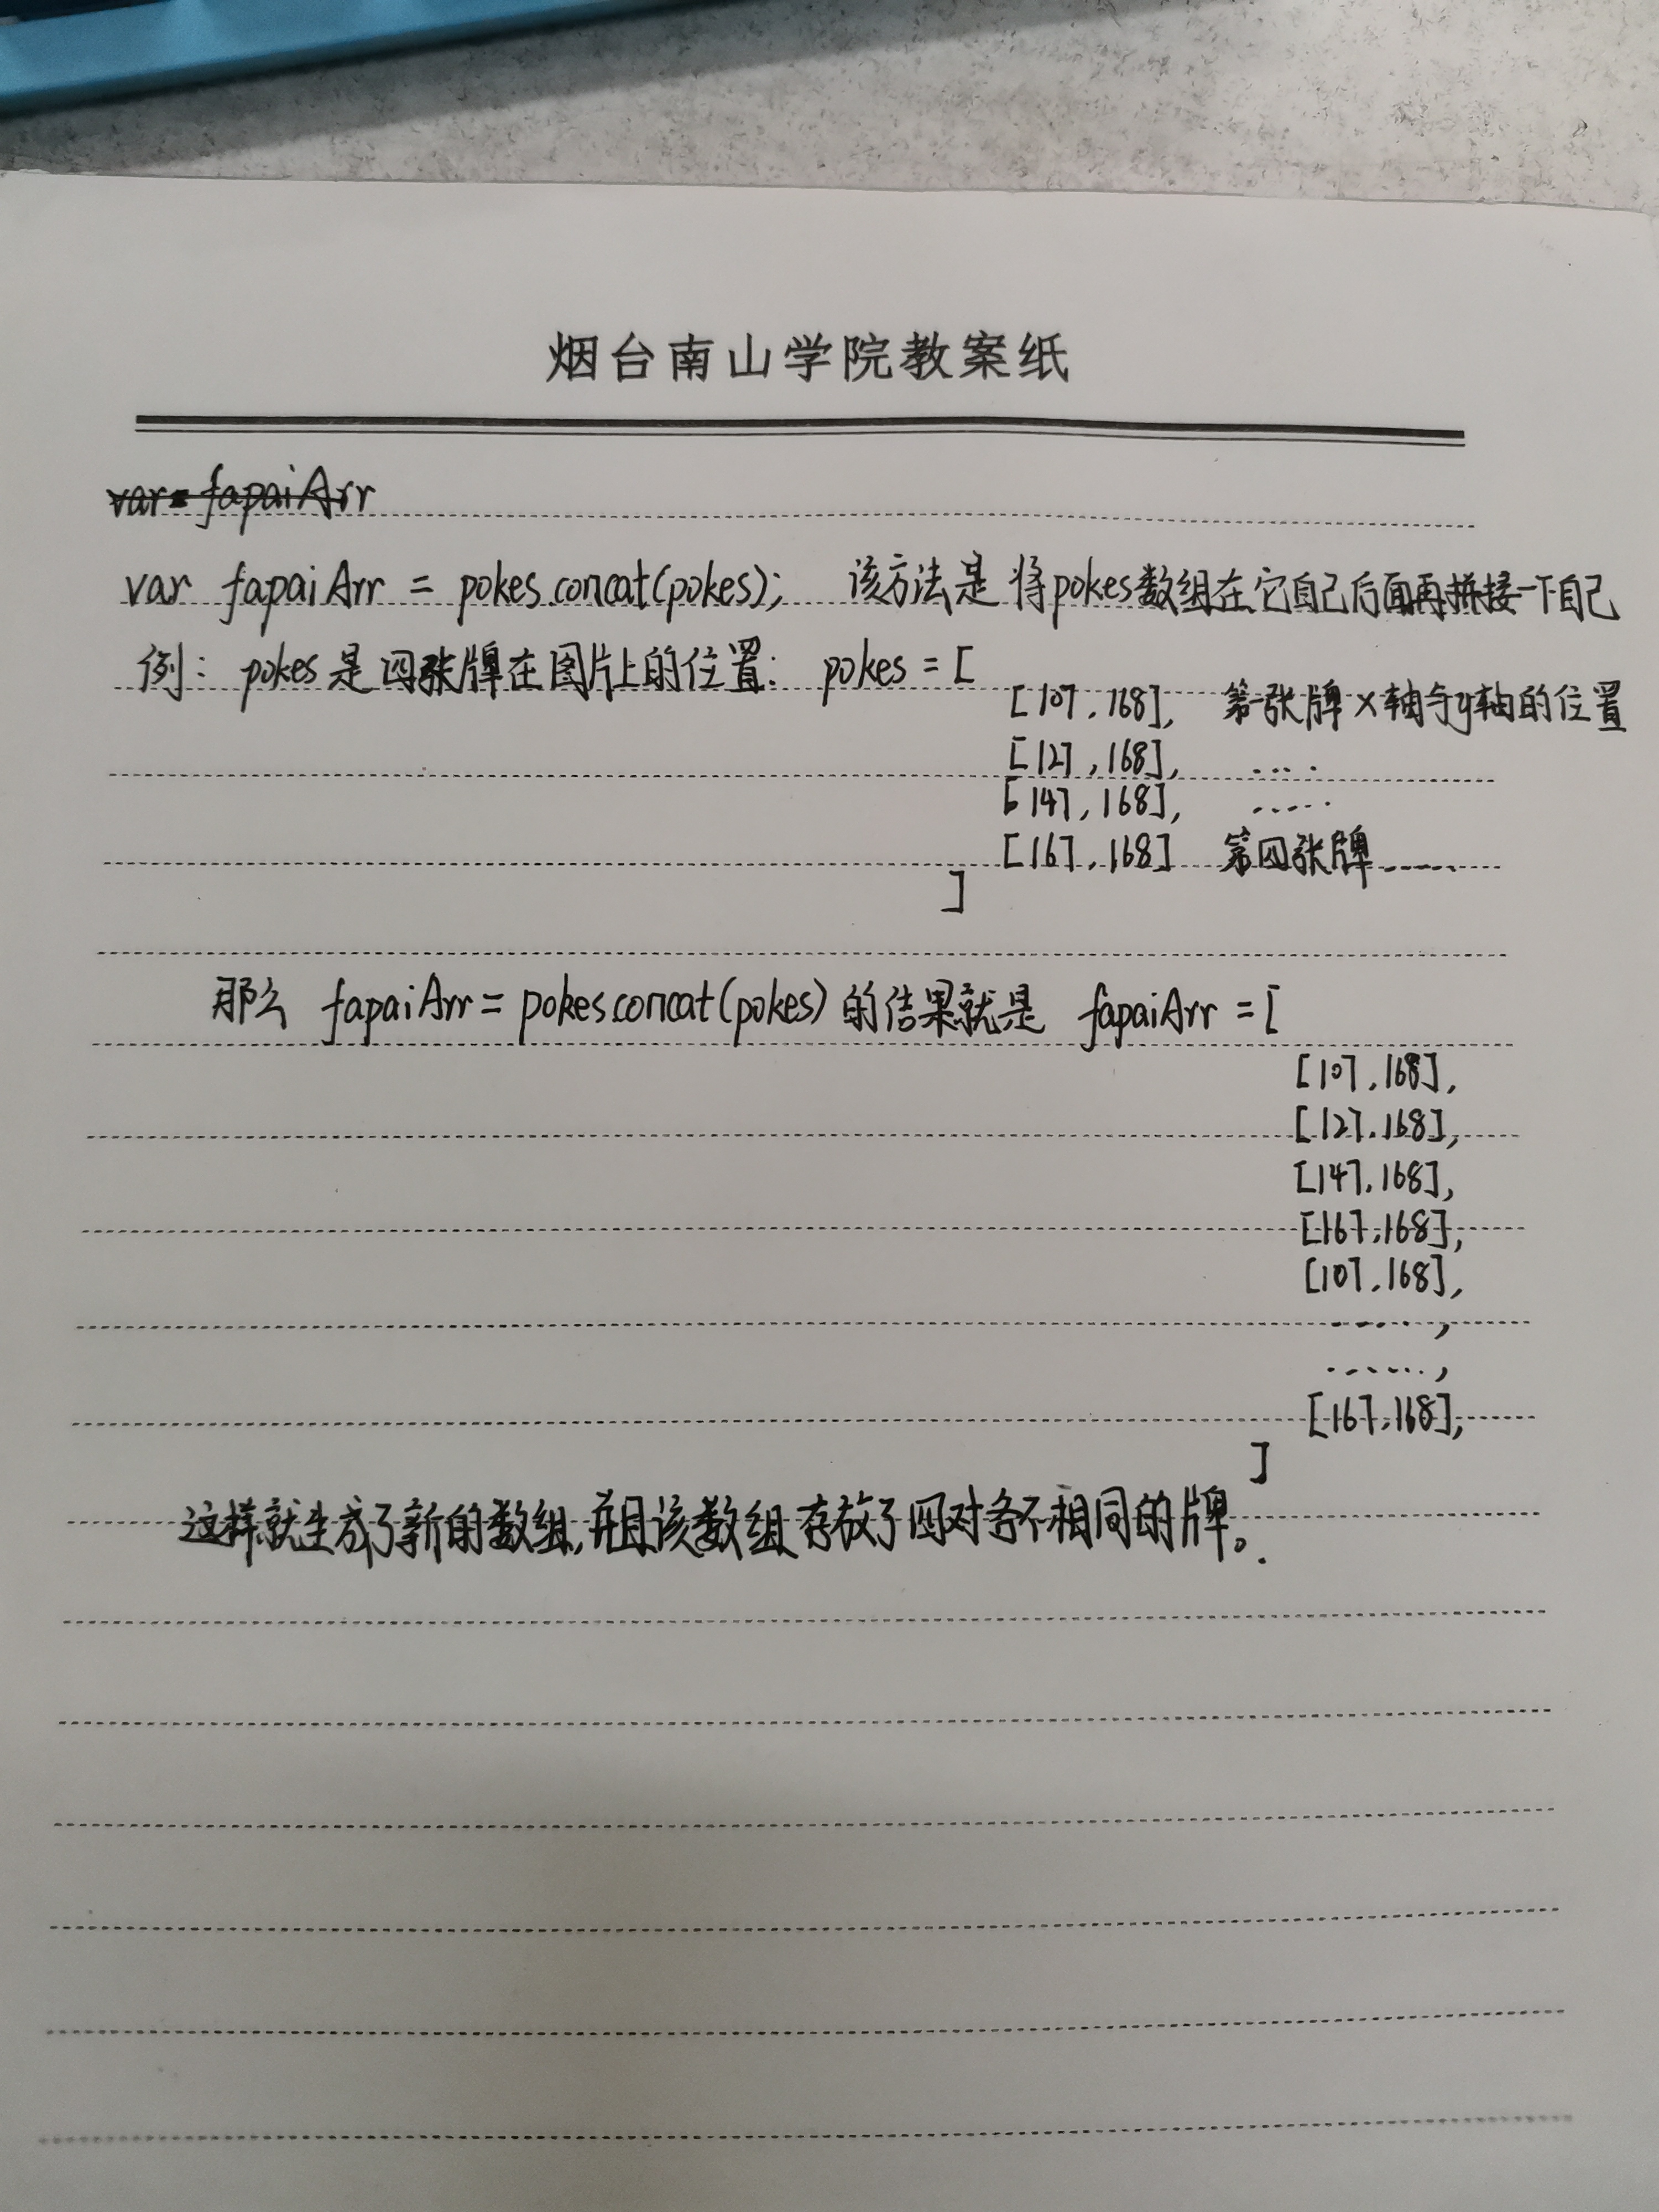 烟台南山学院教案纸
var fapaiArr
var fapaiArr = pokes.concat(pokes); 该方法是 将pokes数组在它自己后面再拼接一下自己
例: pokes是四张牌在图片上的位置: pokes = [
[107, 168], 第一张牌 x轴与y轴的位置
[127, 168], ....
[147, 168], .....
[167, 168] 第四张牌 ......
]
那么 fapaiArr = pokes.concat(pokes) 的结果就是 fapaiArr = [
[107, 168],
[127, 168],
[147, 168],
[167, 168],
[107, 168],
.....,
......,
[167, 168],
]
这样就生成了新的数组,并且该数组存放了四对各不相同的牌。